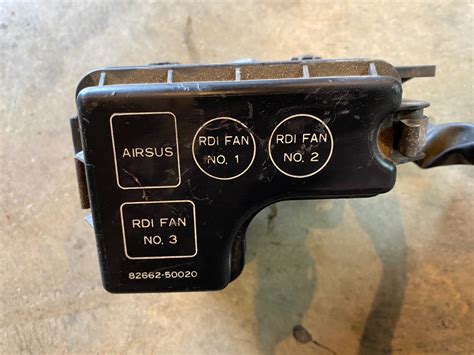 AIRSUS
RDI FAN
NO. 1
RDI FAN
NO. 2
RDI FAN
NO. 3
82662-50020